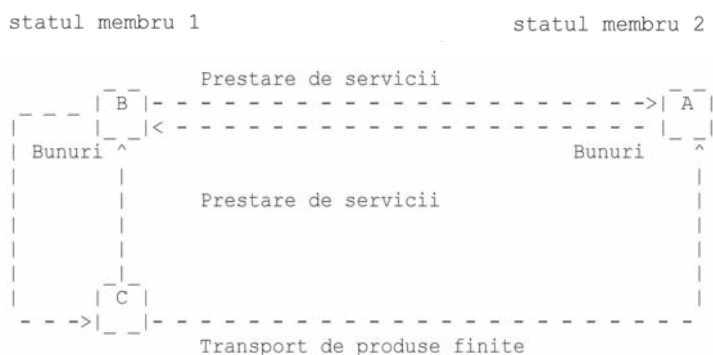 statul membru 1 statul membru 2
Prestare de servicii
B A
Bunuri Bunuri
Prestare de servicii
C
Transport de produse finite